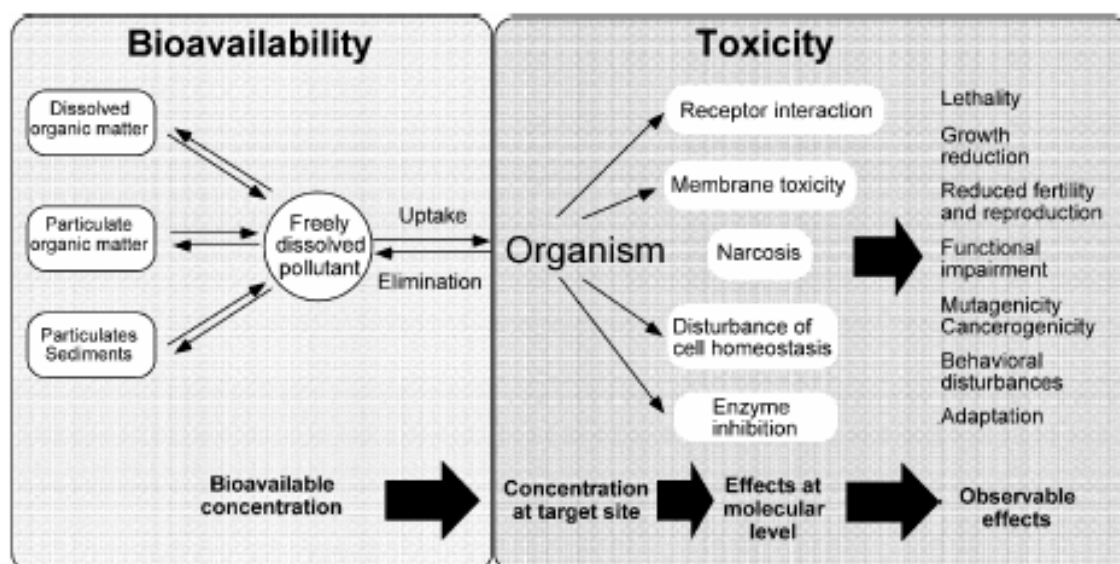 Bioavailability
Dissolved
organic matter
Particulate
organic matter
Particulates
Sediments
Freely
dissolved
pollutant
Uptake
Elimination
Bioavailable
concentration
Toxicity
Organism
Receptor interaction
Membrane toxicity
Narcosis
Disturbance of
cell homeostasis
Enzyme
inhibition
Lethality
Growth
reduction
Reduced fertility
and reproduction
Functional
impairment
Mutagenicity
Cancerogenicity
Behavioral
disturbances
Adaptation
Concentration
at target site
Effects at
molecular
level
Observable
effects